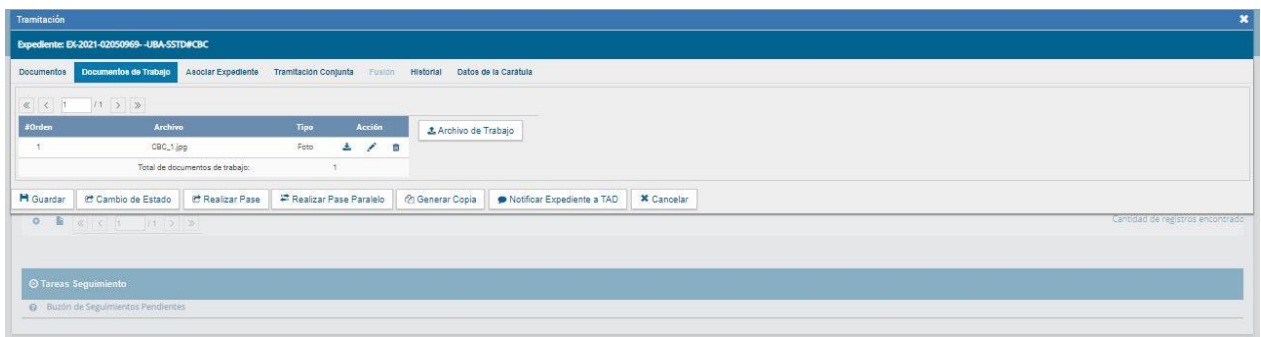 Tramitación
Expediente: EX-2021-02050969- -UBA-SSTD#CBC
Documentos Documentos de Trabajo Asociar Expediente Tramitación Conjunta Fusión Historial Datos de la Carátula
1 / 1
#Orden Archivo Tipo Acción
Archivo de Trabajo
1 CBC_1.jpg Foto
Total de documentos de trabajo: 1
Guardar Cambio de Estado Realizar Pase Realizar Pase Paralelo Generar Copia Notificar Expediente a TAD Cancelar
1 / 1
Cantidad de registros encontrado
Tareas Seguimiento
Buzón de Seguimientos Pendientes